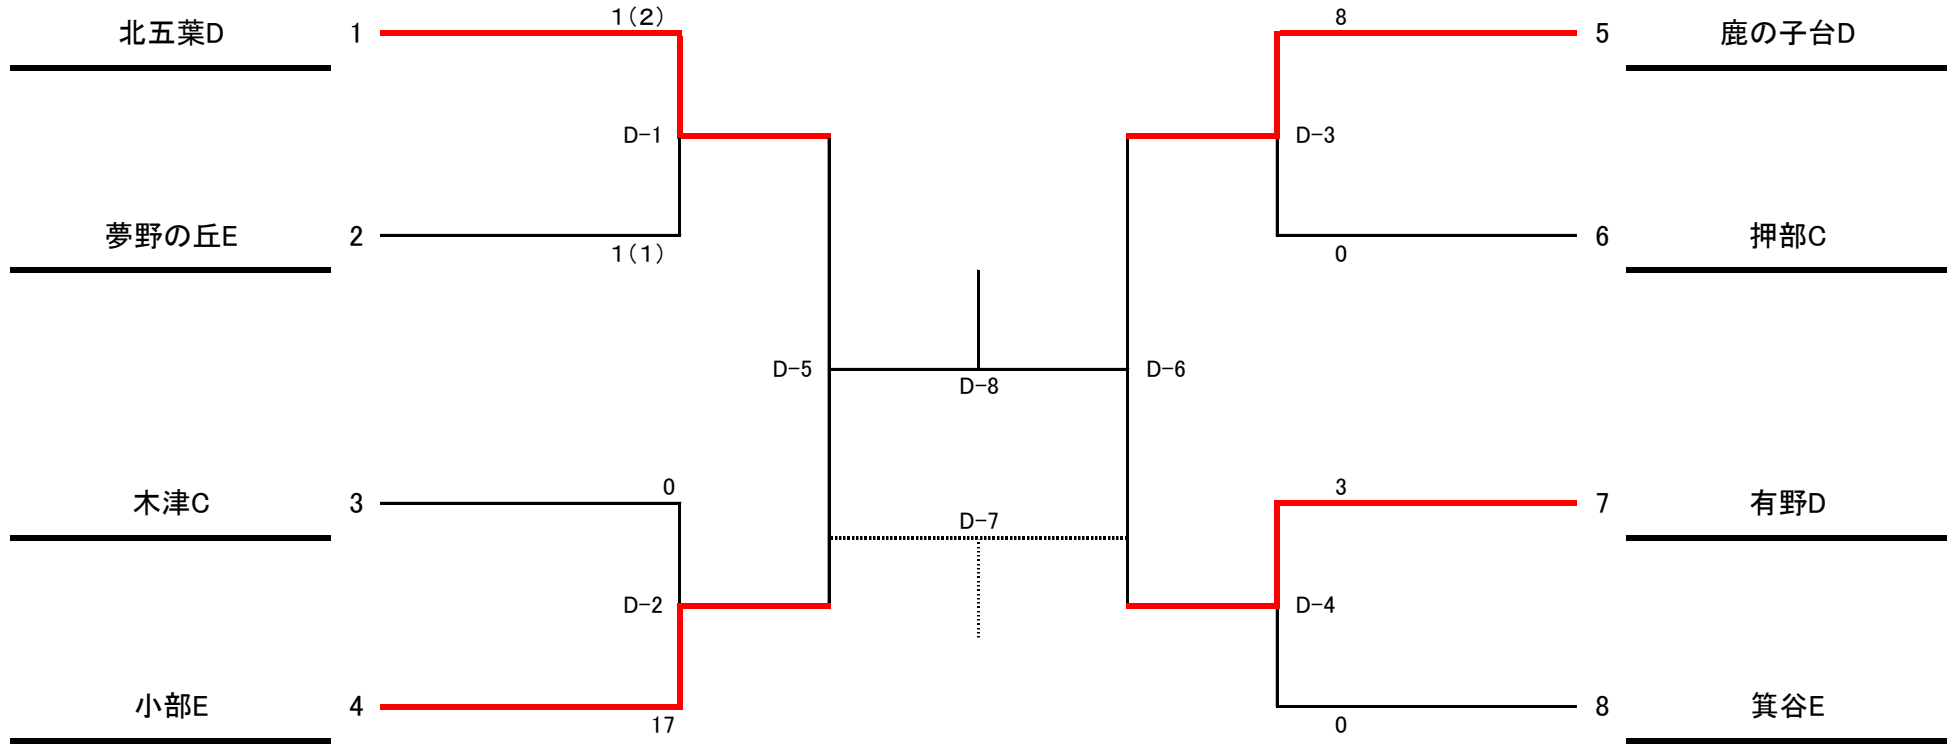 北五葉D 1 1(2)
8 5 鹿の子台D
D-1
D-3
夢野の丘E 2 1(1)
0 6 押部C
D-5
D-8
D-6
木津C 3 0
D-7
3 7 有野D
D-2
D-4
小部E 4 17
0 8 箕谷E